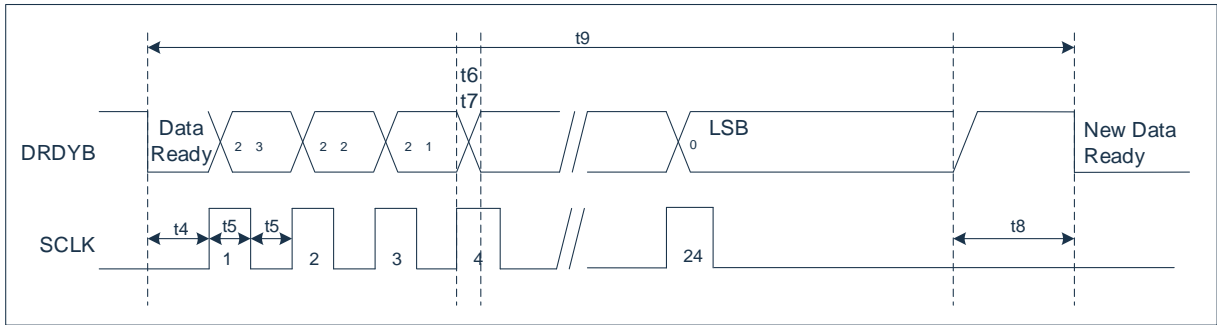 t9
t6
t7
DRDYB
Data
Ready
2 3
2 2
2 1
0
LSB
New Data
Ready
SCLK
t4
t5
t5
t8
1
2
3
4
24